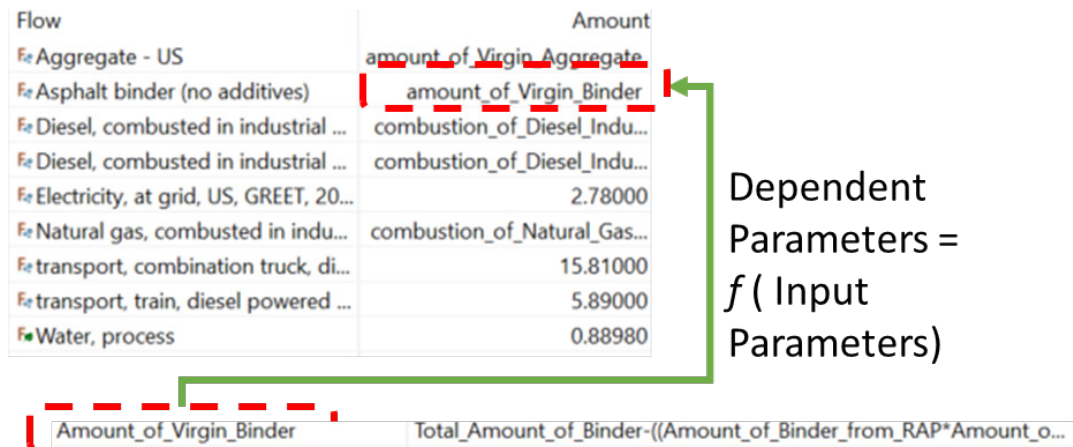 Flow Amount
Aggregate - US amount_of_Virgin_Aggregate
Asphalt binder (no additives) amount_of_Virgin_Binder
Diesel, combusted in industrial ... combustion_of_Diesel_Indu...
Diesel, combusted in industrial ... combustion_of_Diesel_Indu...
Electricity, at grid, US, GREET, 20... 2.78000
Natural gas, combusted in indu... combustion_of_Natural_Gas...
transport, combination truck, di... 15.81000
transport, train, diesel powered ... 5.89000
Water, process 0.88980
Dependent
Parameters =
f ( Input
Parameters)
Amount_of_Virgin_Binder Total_Amount_of_Binder-((Amount_of_Binder_from_RAP*Amount_o...